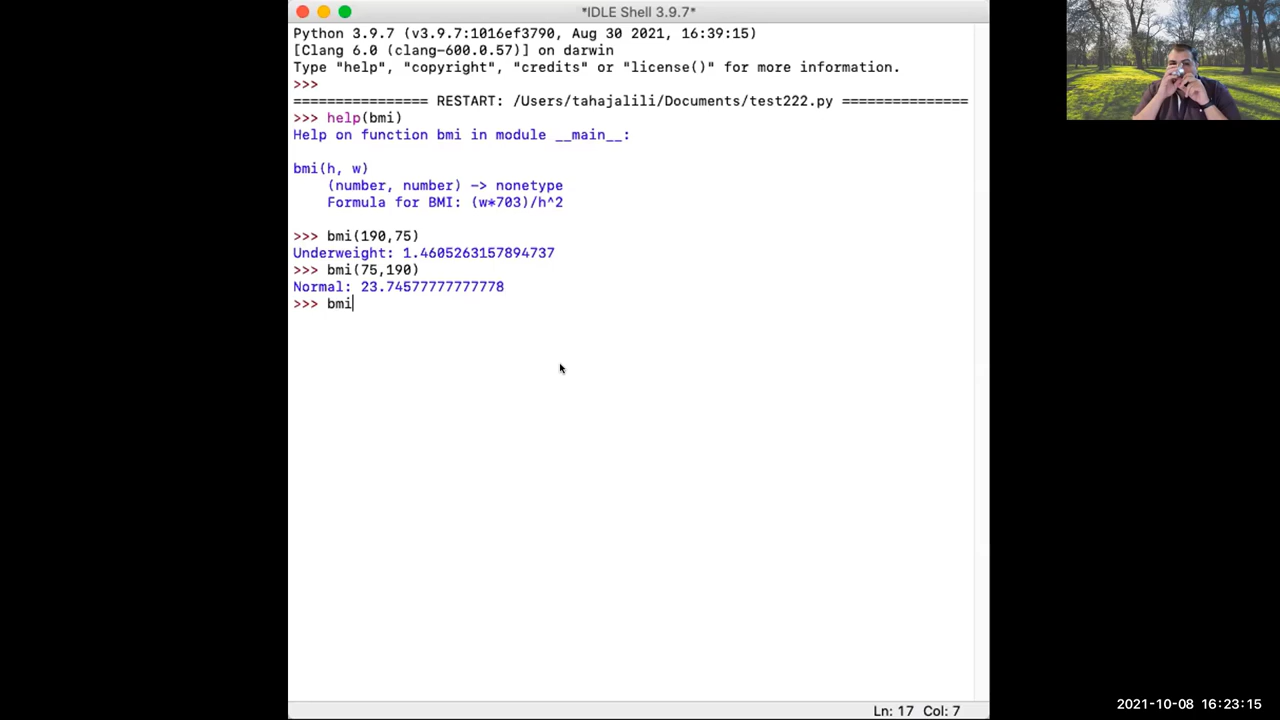 *IDLE Shell 3.9.7*
Python 3.9.7 (v3.9.7:1016ef3790, Aug 30 2021, 16:39:15)
[Clang 6.0 (clang-600.0.57)] on darwin
Type "help", "copyright", "credits" or "license()" for more information.
>>>
================ RESTART: /Users/tahajalili/Documents/test222.py ===============
>>> help(bmi)
Help on function bmi in module __main__:
bmi(h, w)
(number, number) -> nonetype
Formula for BMI: (w*703)/h^2
>>> bmi(190,75)
Underweight: 1.4605263157894737
>>> bmi(75,190)
Normal: 23.74577777777778
>>> bmi
Ln: 17 Col: 7
2021-10-08 16:23:15